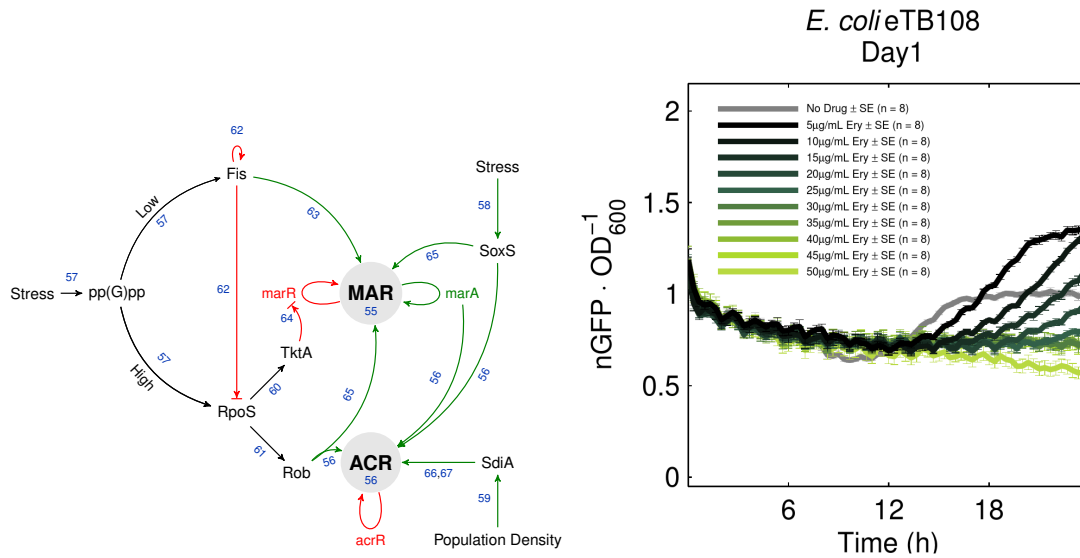 62
Fis
Low
57
63
Stress
58
SoxS
65
57
Stress
pp(G)pp
62
marR
MAR
55
marA
64
57
High
TktA
60
65
56
56
RpoS
61
Rob
56
ACR
56
SdiA
66,67
59
acrR
Population Density
E. coli eTB108
Day1
nGFP · OD⁻¹₆₀₀
2
1.5
1
0.5
0
No Drug ± SE (n = 8)
5µg/mL Ery ± SE (n = 8)
10µg/mL Ery ± SE (n = 8)
15µg/mL Ery ± SE (n = 8)
20µg/mL Ery ± SE (n = 8)
25µg/mL Ery ± SE (n = 8)
30µg/mL Ery ± SE (n = 8)
35µg/mL Ery ± SE (n = 8)
40µg/mL Ery ± SE (n = 8)
45µg/mL Ery ± SE (n = 8)
50µg/mL Ery ± SE (n = 8)
6 12 18
Time (h)